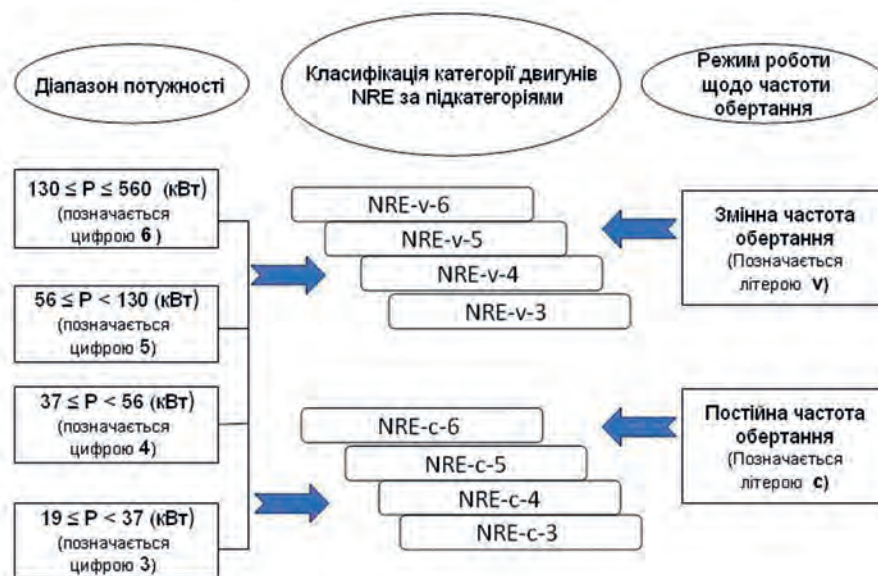 Діапазон потужності
Класифікація категорії двигунів
NRE за підкатегоріями
Режим роботи
щодо частоти
обертання
130 ≤ P ≤ 560 (кВт)
(позначається
цифрою 6 )
56 ≤ P < 130 (кВт)
(позначається
цифрою 5)
37 ≤ P < 56 (кВт)
(позначається
цифрою 4)
19 ≤ P < 37 (кВт)
(позначається
цифрою 3)
NRE-v-6
NRE-v-5
NRE-v-4
NRE-v-3
NRE-c-6
NRE-c-5
NRE-c-4
NRE-c-3
Змінна частота
обертання
(Позначається
літерою v)
Постійна частота
обертання
(Позначається
літерою c)